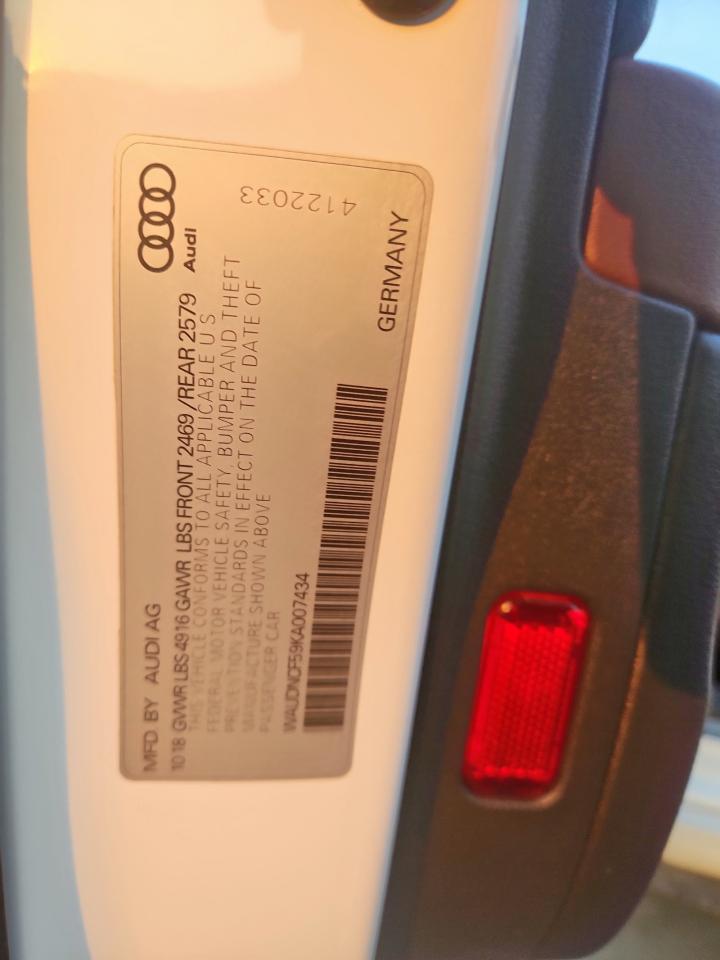 MFD BY AUDI AG
10 18 GVWR LBS 4916 GAWR LBS FRONT 2469 /REAR 2579
THIS VEHICLE CONFORMS TO ALL APPLICABLE U S
FEDERAL MOTOR VEHICLE SAFETY, BUMPER AND THEFT
PREVENTION STANDARDS IN EFFECT ON THE DATE OF
MANUFACTURE SHOWN ABOVE
PASSENGER CAR
WAUDNCF59KA007434
Audi
4122033
GERMANY